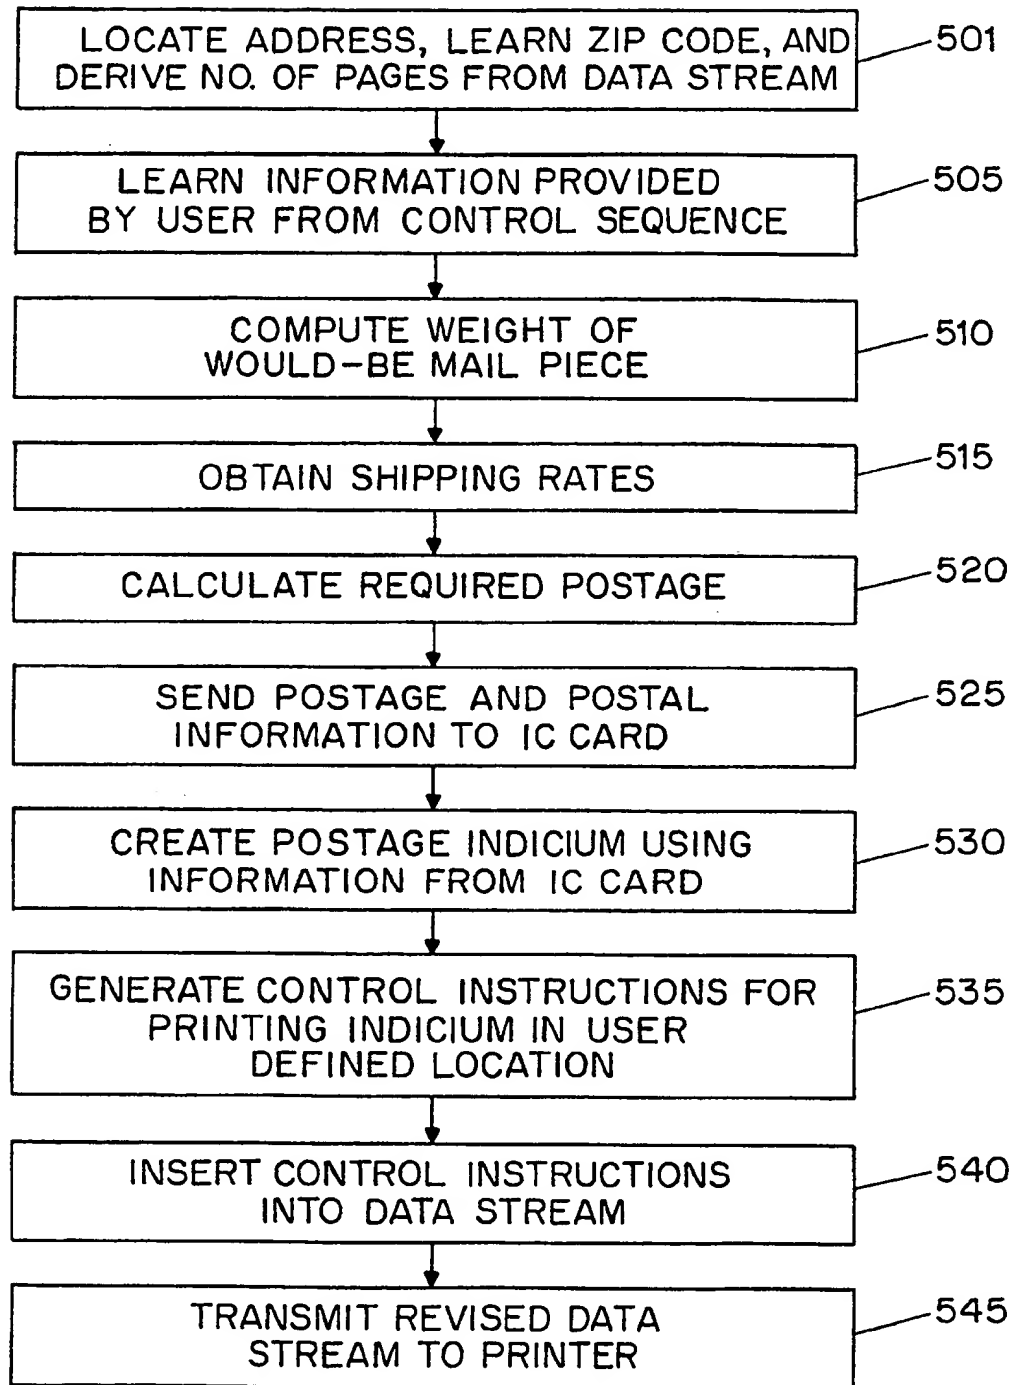 LOCATE ADDRESS, LEARN ZIP CODE, AND
DERIVE NO. OF PAGES FROM DATA STREAM
501
LEARN INFORMATION PROVIDED
BY USER FROM CONTROL SEQUENCE
505
COMPUTE WEIGHT OF
WOULD-BE MAIL PIECE
510
OBTAIN SHIPPING RATES
515
CALCULATE REQUIRED POSTAGE
520
SEND POSTAGE AND POSTAL
INFORMATION TO IC CARD
525
CREATE POSTAGE INDICIUM USING
INFORMATION FROM IC CARD
530
GENERATE CONTROL INSTRUCTIONS FOR
PRINTING INDICIUM IN USER
DEFINED LOCATION
535
INSERT CONTROL INSTRUCTIONS
INTO DATA STREAM
540
TRANSMIT REVISED DATA
STREAM TO PRINTER
545